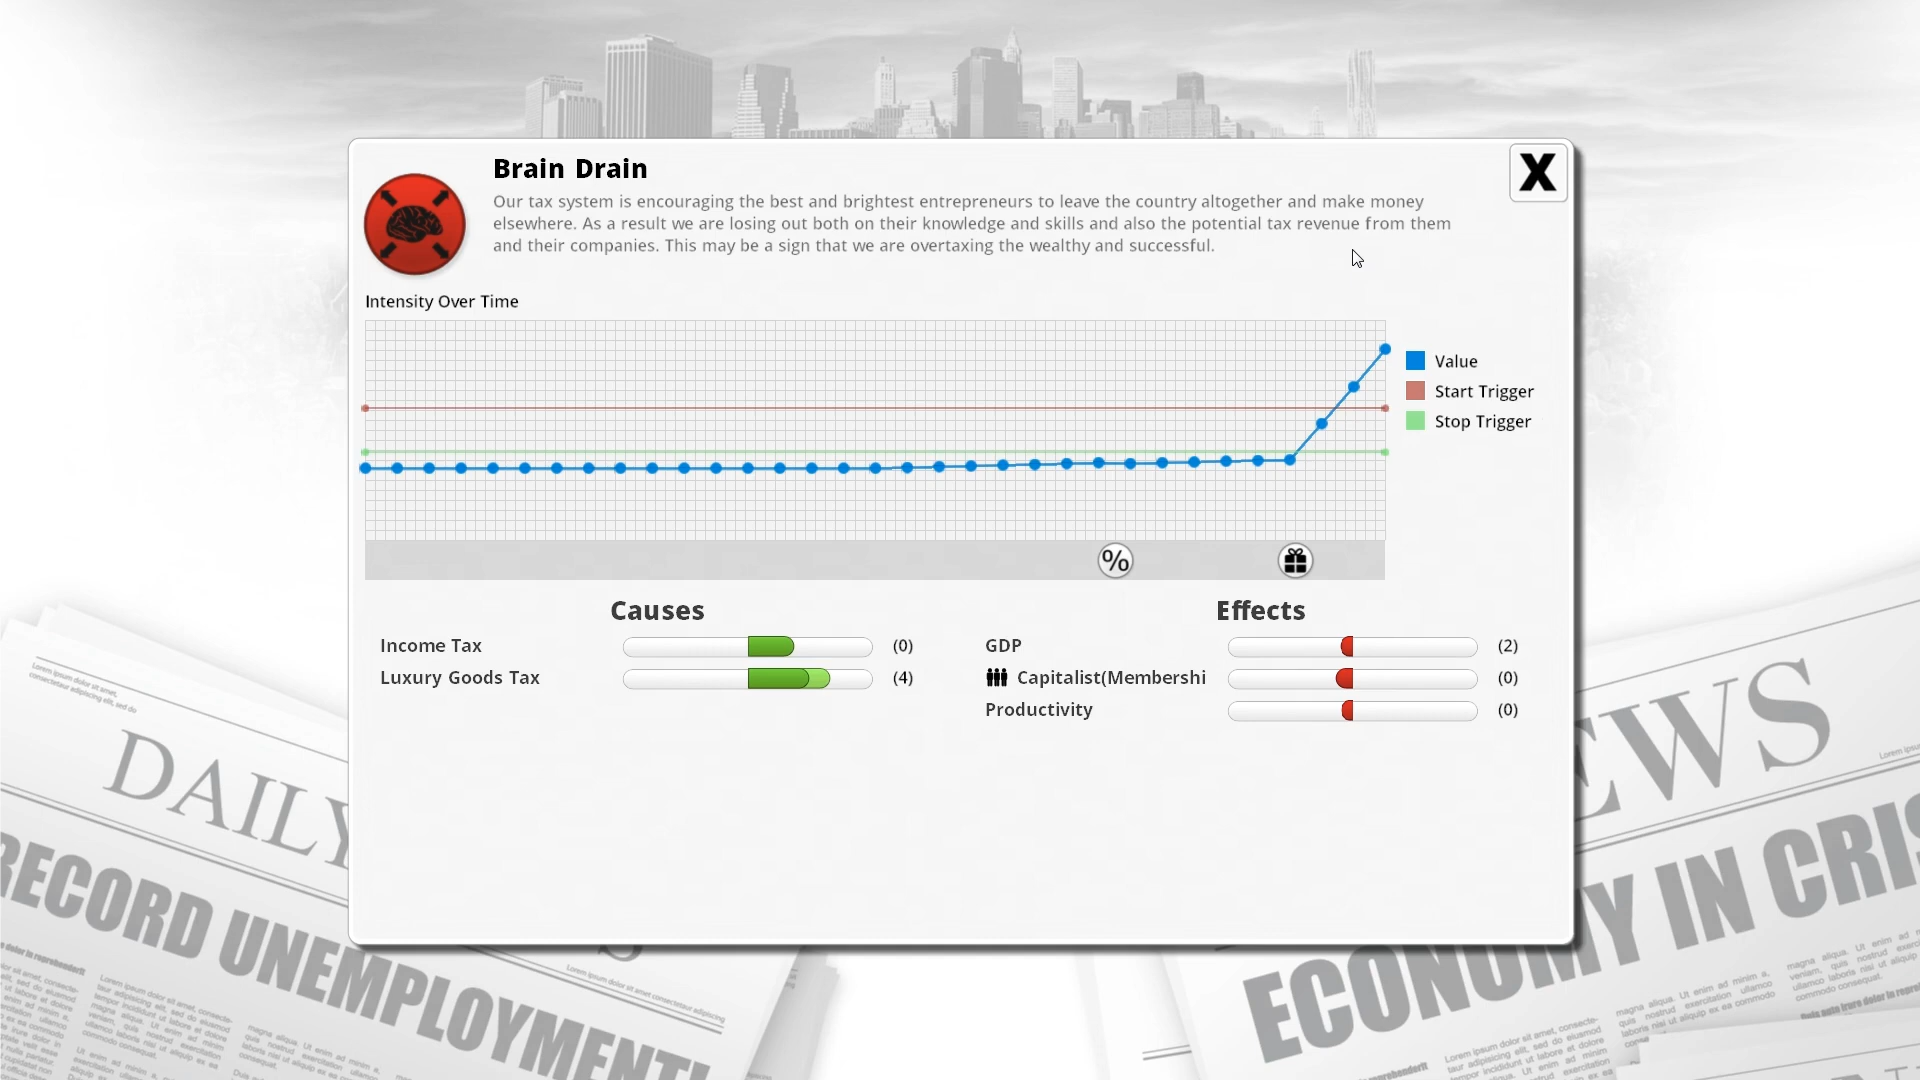 Brain Drain
X
Our tax system is encouraging the best and brightest entrepreneurs to leave the country altogether and make money
elsewhere. As a result we are losing out both on their knowledge and skills and also the potential tax revenue from them
and their companies. This may be a sign that we are overtaxing the wealthy and successful.
Intensity Over Time
Value
Start Trigger
Stop Trigger
%
Causes
Income Tax (0)
Luxury Goods Tax (4)
Effects
GDP (2)
Capitalist(Membershi (0)
Productivity (0)
DAILY
RECORD UNEMPLOYMENT!
EWS
ECONOMY IN CRIS